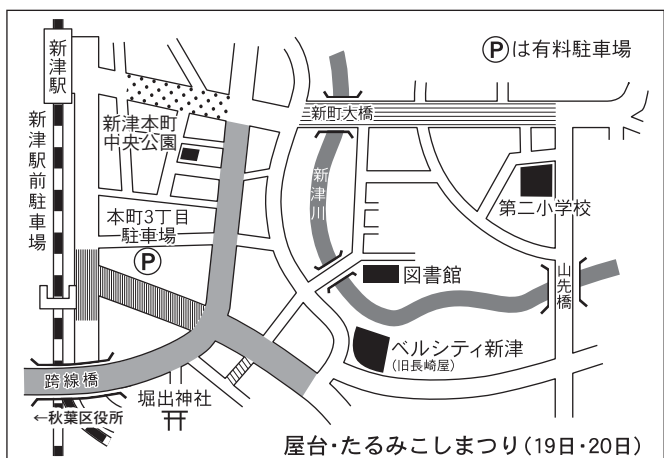 新津駅
Ⓟは有料駐車場
新町大橋
新津本町
中央公園
新津駅前駐車場
新津川
第二小学校
本町3丁目
駐車場
Ⓟ
図書館
山先橋
ベルシティ新津
(旧長崎屋)
跨線橋
堀出神社
←秋葉区役所
屋台・たるみこしまつり(19日・20日)